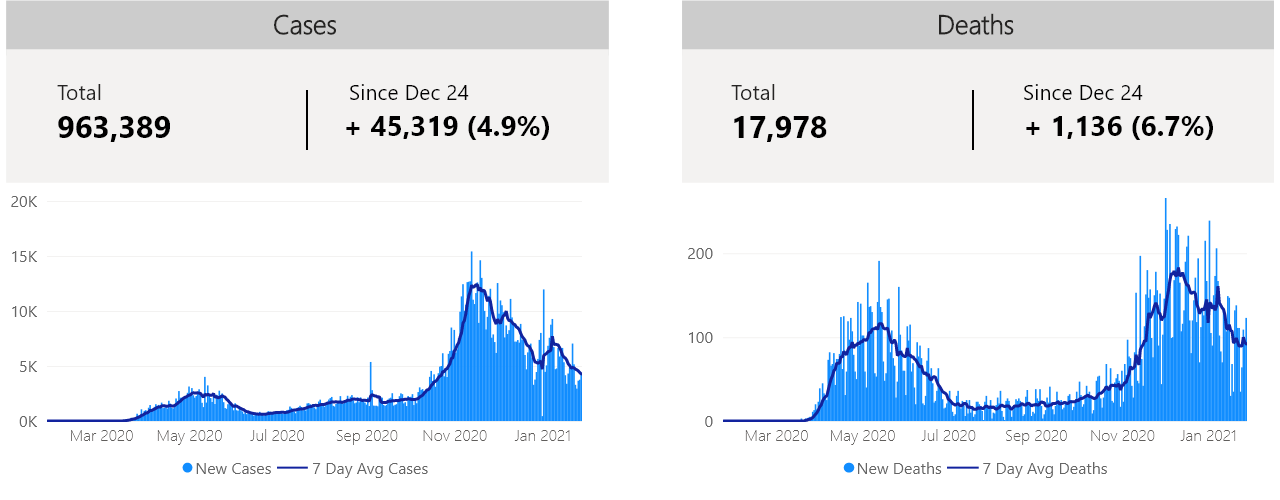 Cases
Total
963,389
Since Dec 24
+ 45,319 (4.9%)
20K
15K
10K
5K
0K
Mar 2020 May 2020 Jul 2020 Sep 2020 Nov 2020 Jan 2021
New Cases 7 Day Avg Cases
Deaths
Total
17,978
Since Dec 24
+ 1,136 (6.7%)
200
100
0
Mar 2020 May 2020 Jul 2020 Sep 2020 Nov 2020 Jan 2021
New Deaths 7 Day Avg Deaths